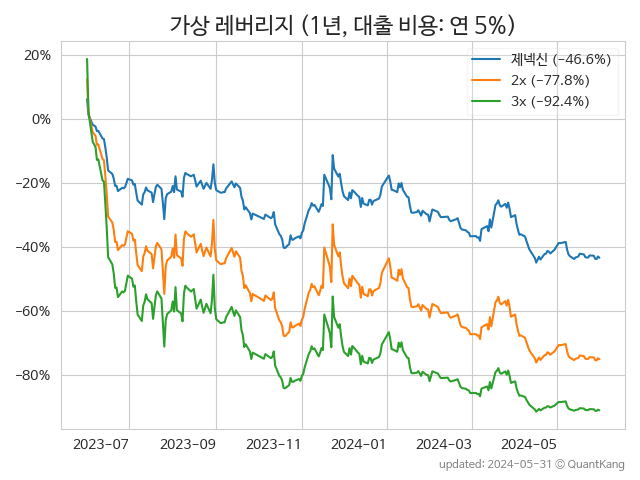 가상 레버리지 (1년, 대출 비용: 연 5%)
제넥신 (−46.6%)
2x (−77.8%)
3x (−92.4%)
20%
0%
−20%
−40%
−60%
−80%
2023-07
2023-09
2023-11
2024-01
2024-03
2024-05
updated: 2024-05-31 © QuantKang